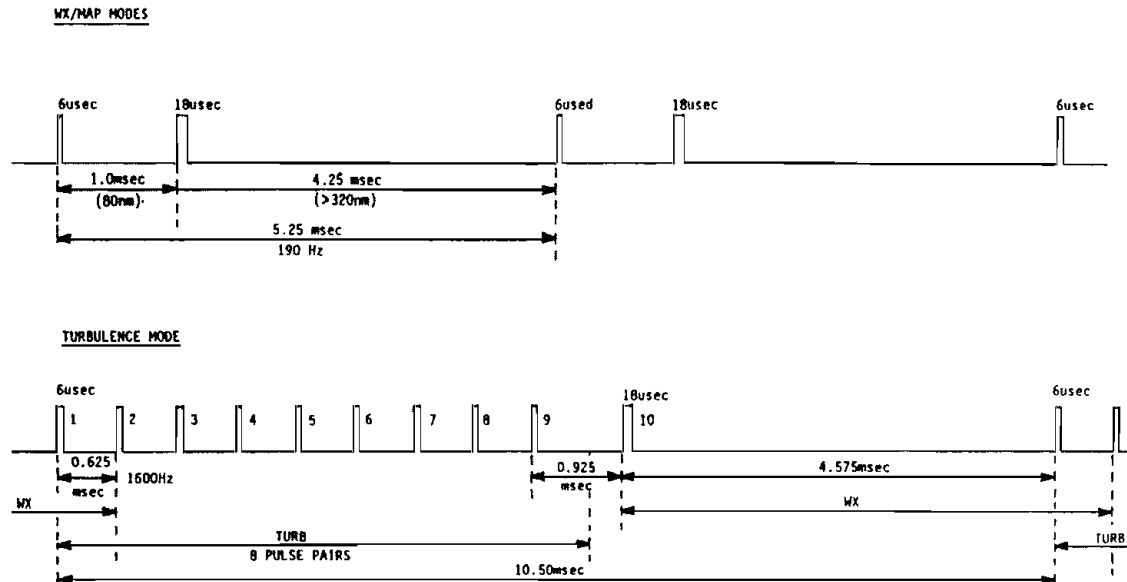 WX/MAP MODES
6usec 18usec 6used 18usec 6usec
1.0msec 4.25 msec
(80nm) (>320nm)
5.25 msec
190 Hz
TURBULENCE MODE
6usec 18usec 6usec
1 2 3 4 5 6 7 8 9 10
0.625 1600Hz 0.925 4.575msec
msec msec
WX WX
TURB TURB
8 PULSE PAIRS
10.50msec